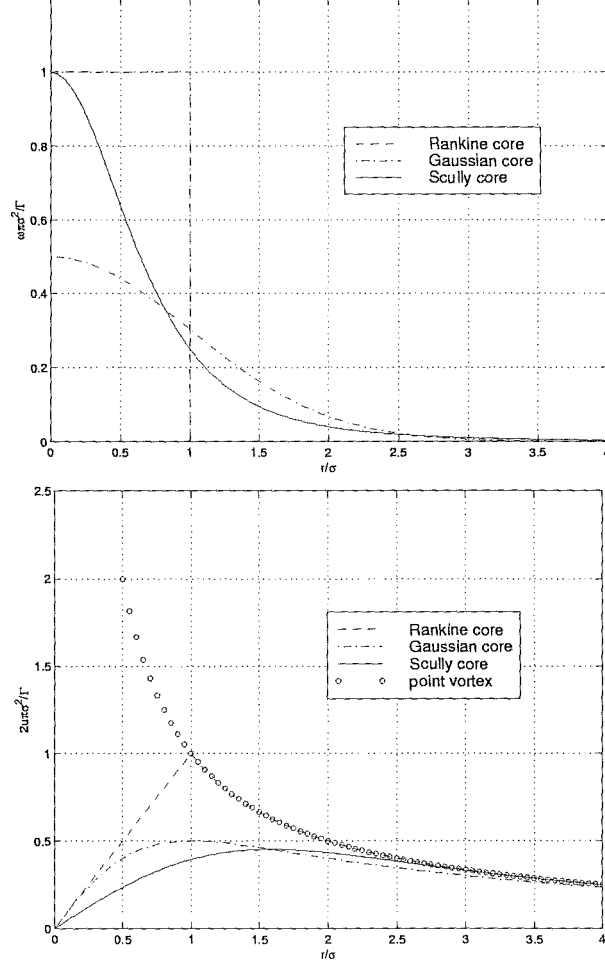 1
0.8
0.6
0.4
0.2
0
ωπσ²/Γ
Rankine core
Gaussian core
Scully core
0 0.5 1 1.5 2 2.5 3 3.5 4
r/σ
2.5
2
1.5
1
0.5
0
2uπσ²/Γ
Rankine core
Gaussian core
Scully core
point vortex
0 0.5 1 1.5 2 2.5 3 3.5 4
r/σ